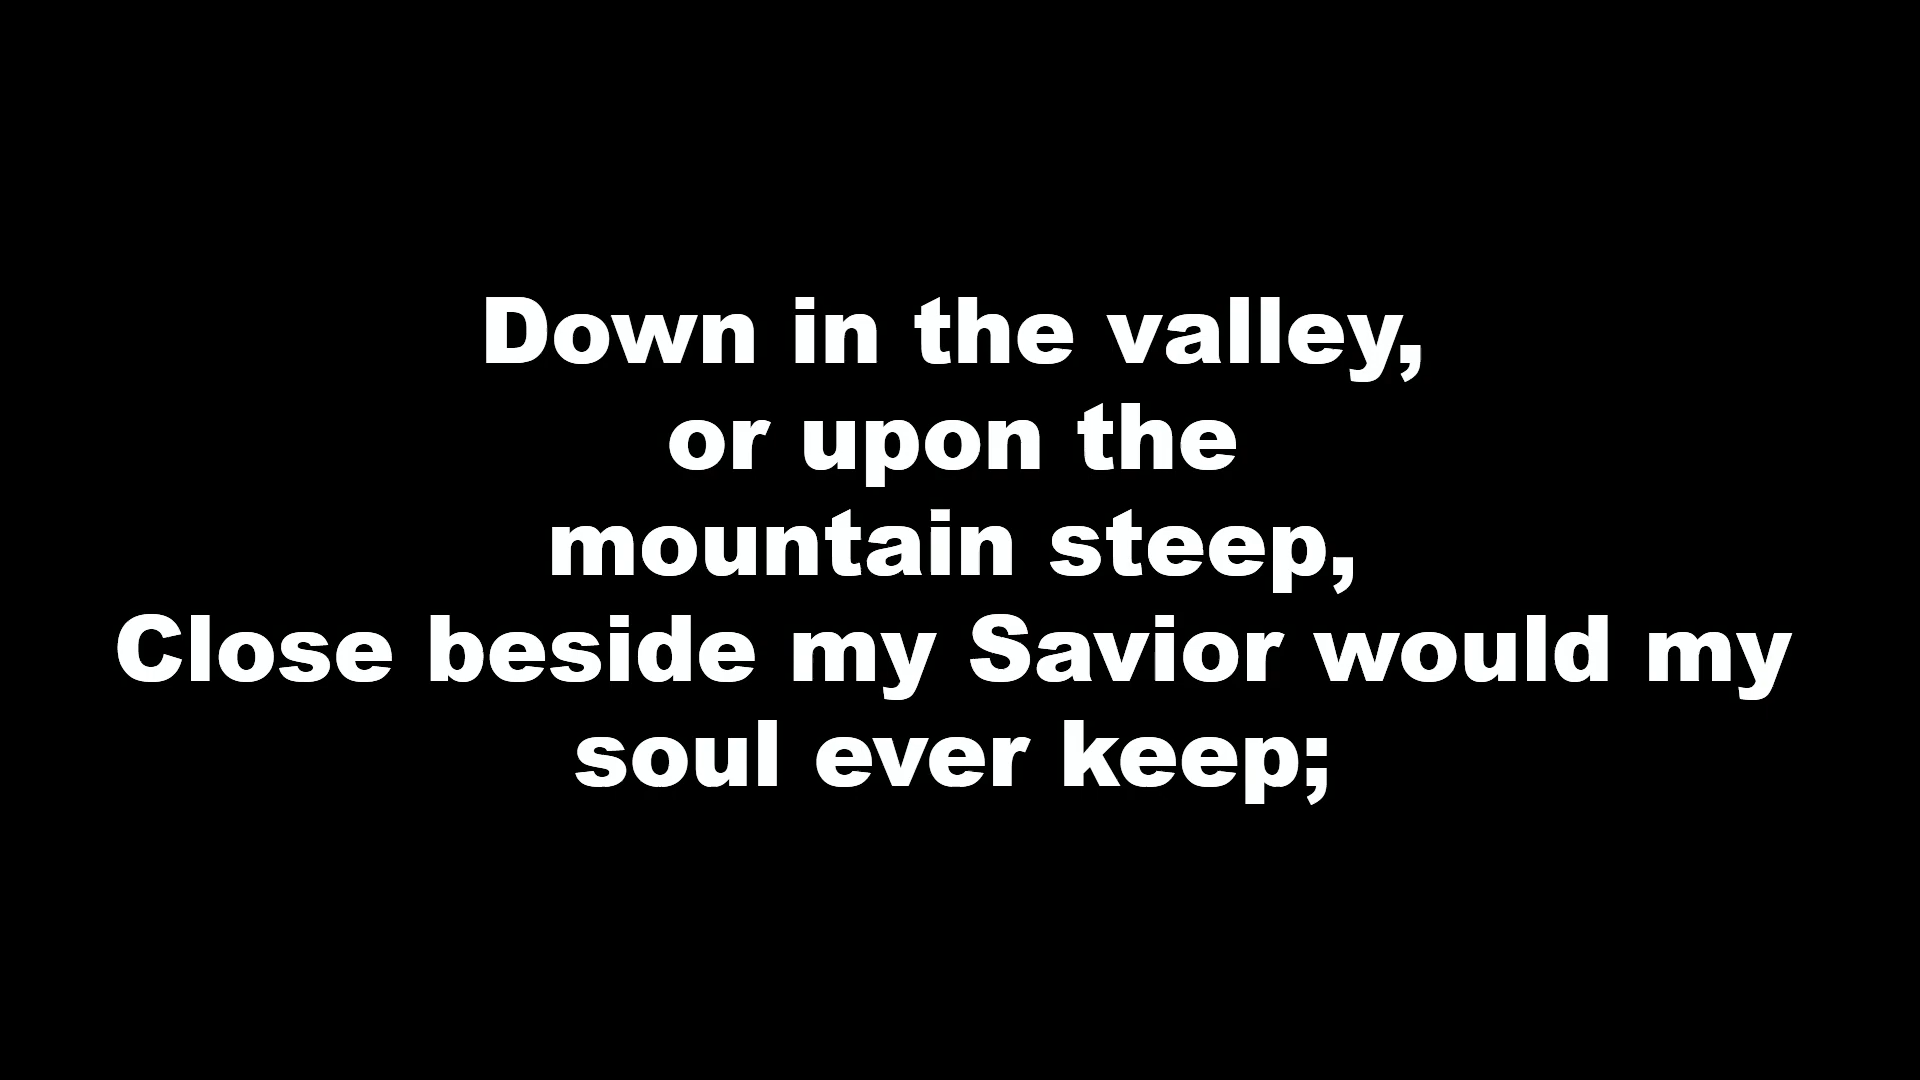 Down in the valley,
or upon the
mountain steep,
Close beside my Savior would my
soul ever keep;